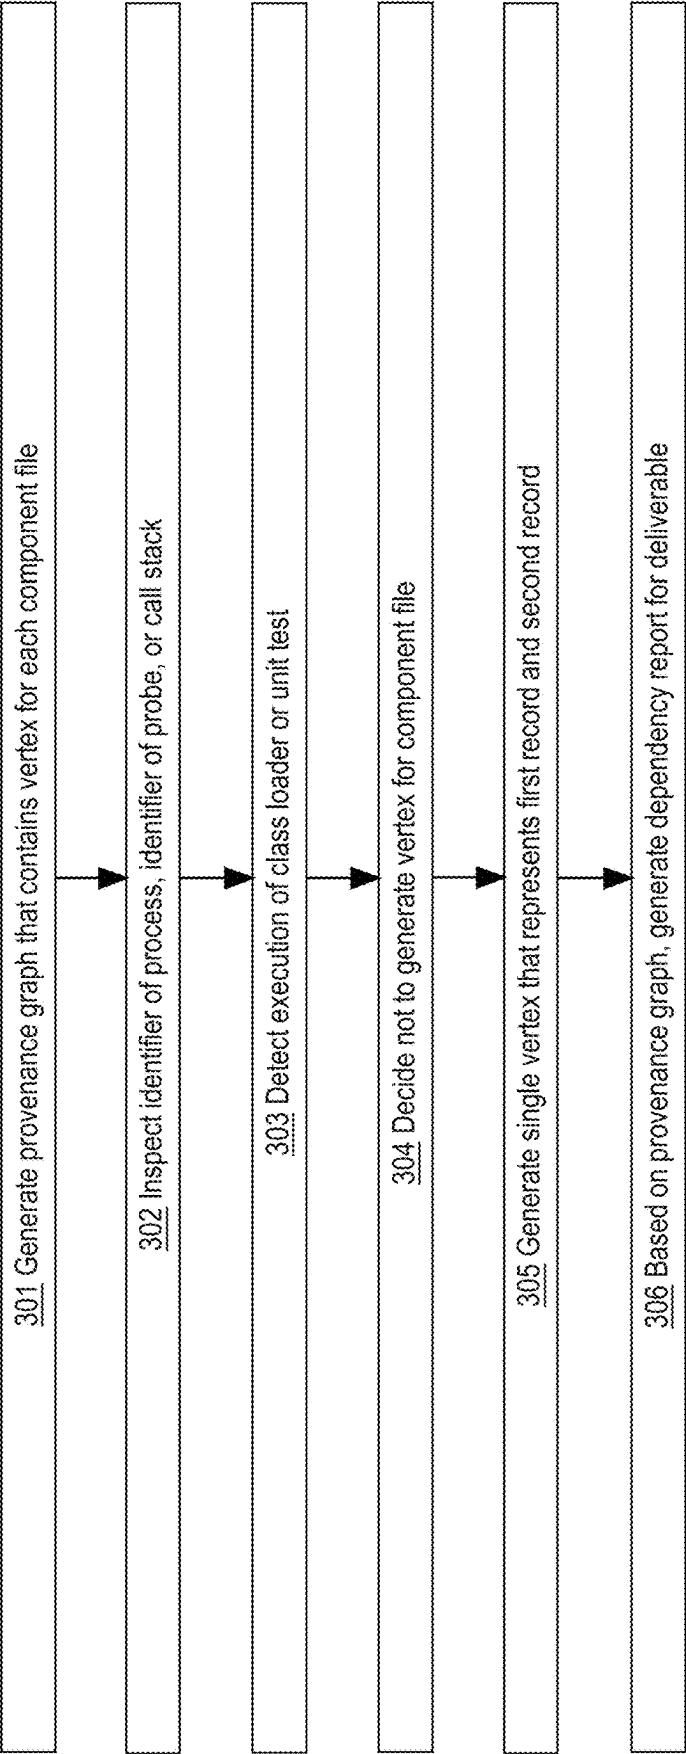 301 Generate provenance graph that contains vertex for each component file
302 Inspect identifier of process, identifier of probe, or call stack
303 Detect execution of class loader or unit test
304 Decide not to generate vertex for component file
305 Generate single vertex that represents first record and second record
306 Based on provenance graph, generate dependency report for deliverable